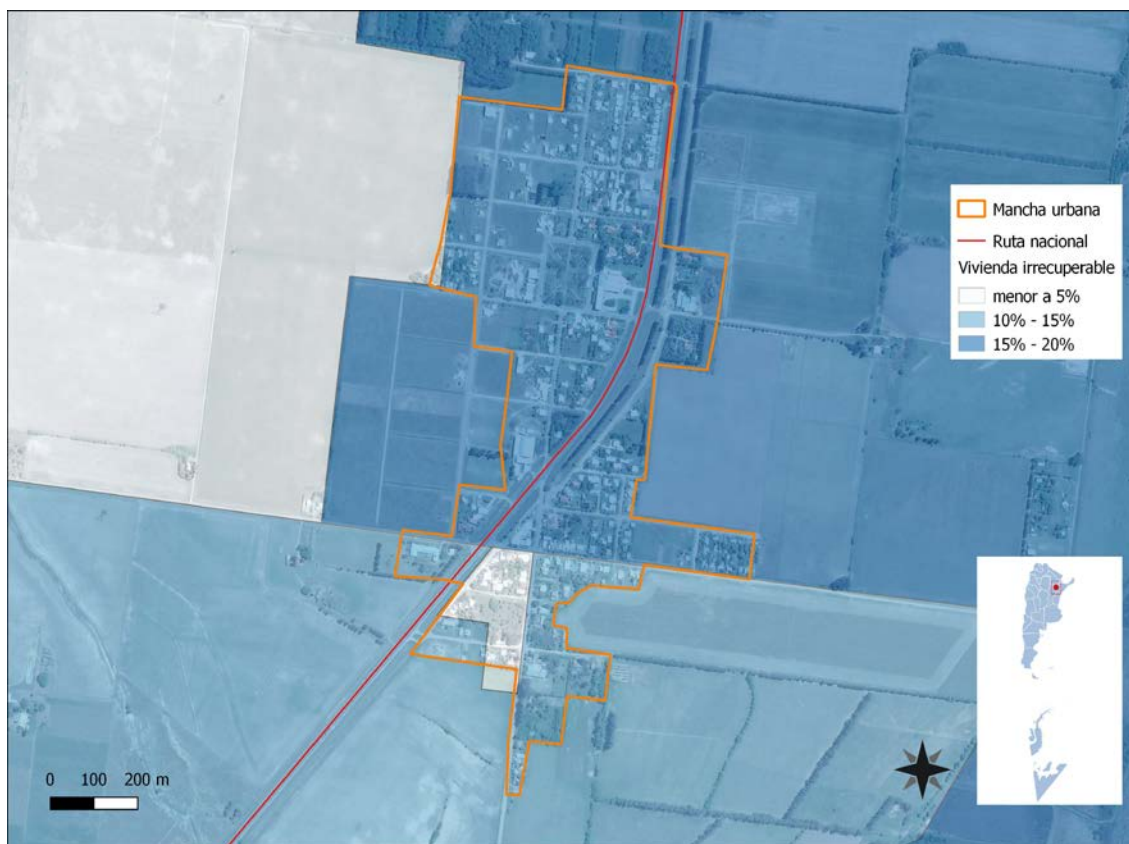 Mancha urbana
Ruta nacional
Vivienda irrecuperable
menor a 5%
10% - 15%
15% - 20%
0 100 200 m